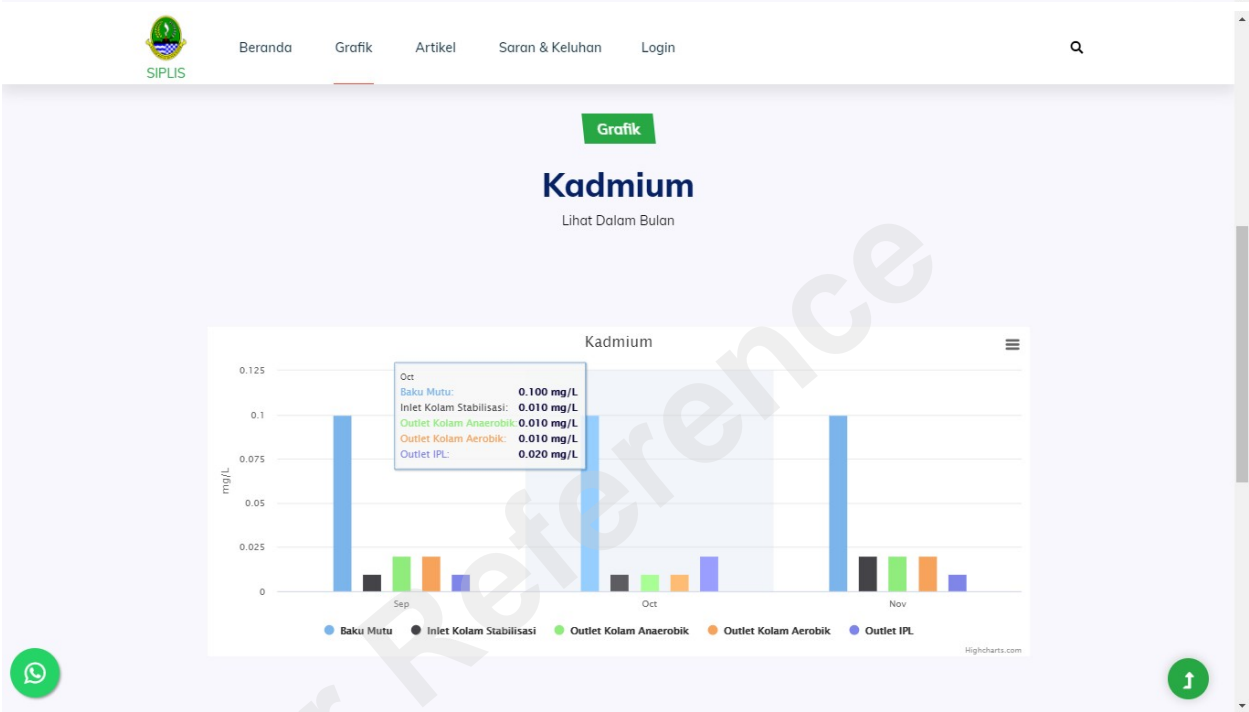 SIPLIS
Beranda Grafik Artikel Saran & Keluhan Login
Grafik
Kadmium
Lihat Dalam Bulan
Kadmium
mg/L
0.125
0.1
0.075
0.05
0.025
0
Oct
Baku Mutu: 0.100 mg/L
Inlet Kolam Stabilisasi: 0.010 mg/L
Outlet Kolam Anaerobik: 0.010 mg/L
Outlet Kolam Aerobik: 0.010 mg/L
Outlet IPL: 0.020 mg/L
Sep Oct Nov
Baku Mutu Inlet Kolam Stabilisasi Outlet Kolam Anaerobik Outlet Kolam Aerobik Outlet IPL
Highcharts.com
r Reference